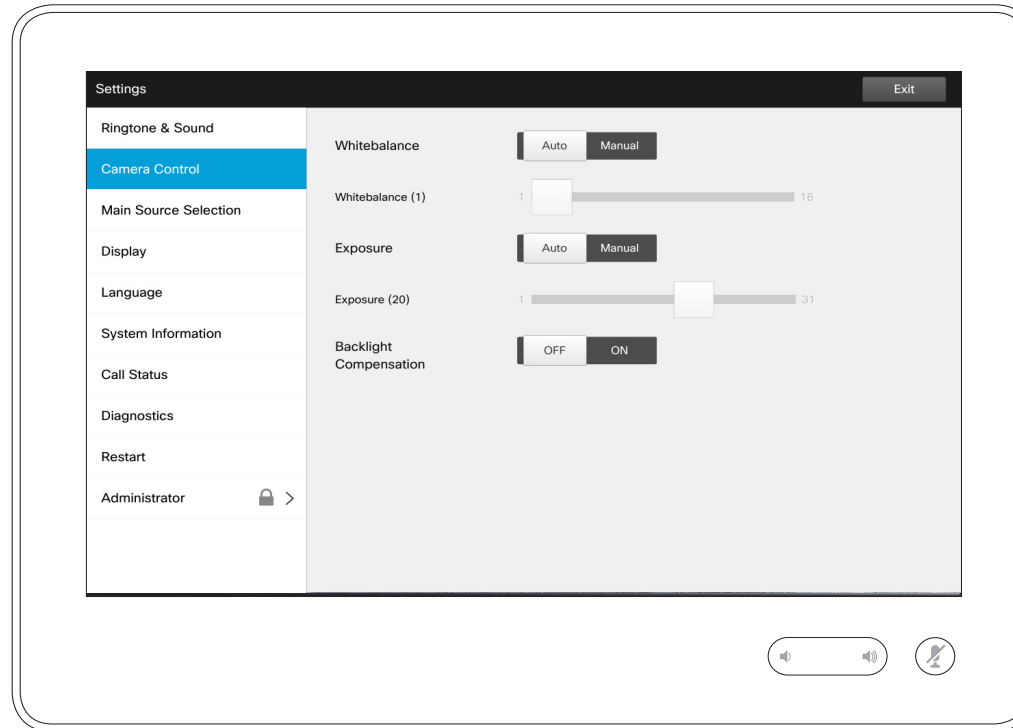 Settings
Exit
Ringtone & Sound
Camera Control
Main Source Selection
Display
Language
System Information
Call Status
Diagnostics
Restart
Administrator
Whitebalance
Auto Manual
Whitebalance (1)
1 16
Exposure
Auto Manual
Exposure (20)
1 31
Backlight
Compensation
OFF ON